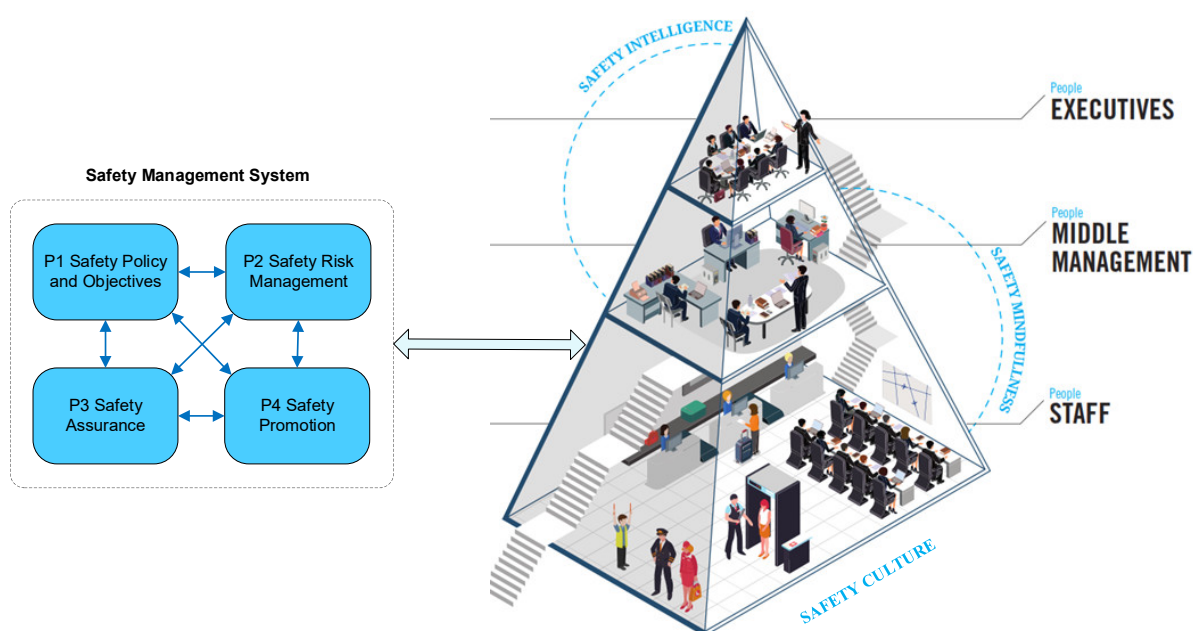 Safety Management System
P1 Safety Policy
and Objectives
P2 Safety Risk
Management
P3 Safety
Assurance
P4 Safety
Promotion
SAFETY INTELLIGENCE
People
EXECUTIVES
People
MIDDLE
MANAGEMENT
SAFETY MINDFULLNESS
People
STAFF
SAFETY CULTURE